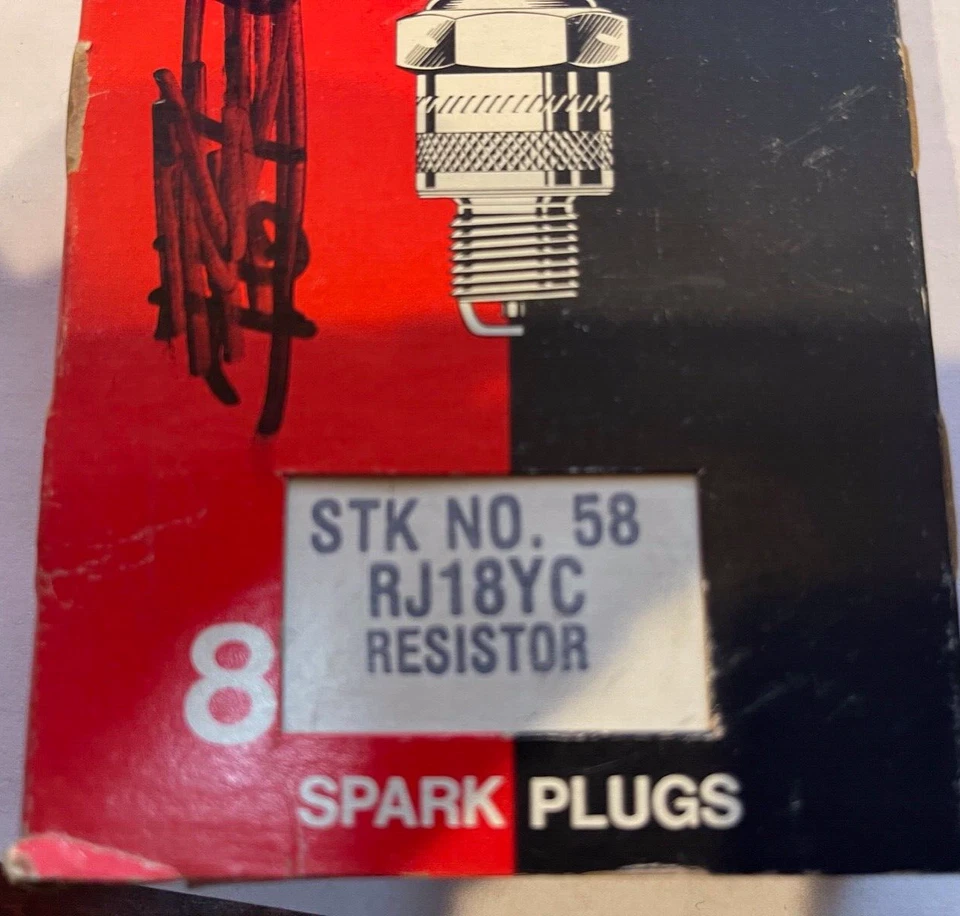 STK NO. 58
RJ18YC
RESISTOR
8
SPARK PLUGS